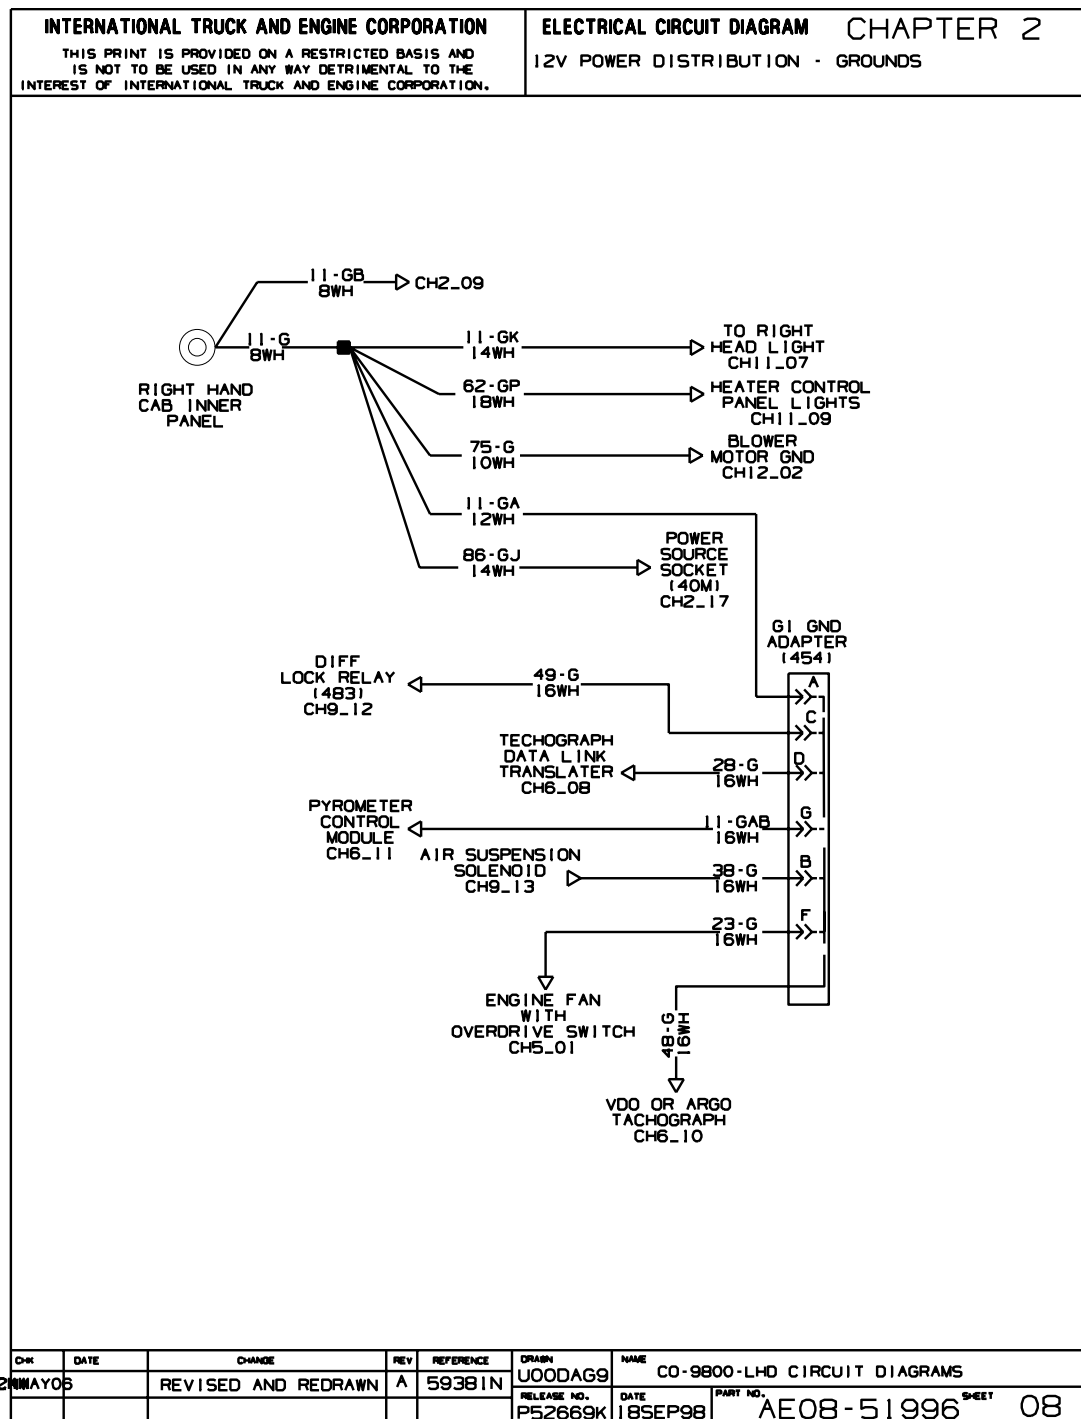 INTERNATIONAL TRUCK AND ENGINE CORPORATION
THIS PRINT IS PROVIDED ON A RESTRICTED BASIS AND
IS NOT TO BE USED IN ANY WAY DETRIMENTAL TO THE
INTEREST OF INTERNATIONAL TRUCK AND ENGINE CORPORATION.
ELECTRICAL CIRCUIT DIAGRAM CHAPTER 2
12V POWER DISTRIBUTION - GROUNDS
11-GB
8WH
CH2_09
11-G
8WH
RIGHT HAND
CAB INNER
PANEL
11-GK
14WH
TO RIGHT
HEAD LIGHT
CH11_07
62-GP
18WH
HEATER CONTROL
PANEL LIGHTS
CH11_09
75-G
10WH
BLOWER
MOTOR GND
CH12_02
11-GA
12WH
86-GJ
14WH
POWER
SOURCE
SOCKET
(40M)
CH2_17
G1 GND
ADAPTER
(454)
A
C
D
G
B
F
DIFF
LOCK RELAY
(483)
CH9_12
49-G
16WH
TECHOGRAPH
DATA LINK
TRANSLATER
CH6_08
28-G
16WH
PYROMETER
CONTROL
MODULE
CH6_11
11-GAB
16WH
AIR SUSPENSION
SOLENOID
CH9_13
38-G
16WH
23-G
16WH
ENGINE FAN
WITH
OVERDRIVE SWITCH
CH5_01
48-G
16WH
VDO OR ARGO
TACHOGRAPH
CH6_10
CHK DATE CHANGE REV REFERENCE
REVISED AND REDRAWN A 59381N
DRAWN
U00DAG9
NAME
CO-9800-LHD CIRCUIT DIAGRAMS
RELEASE NO.
P52669K
DATE
18SEP98
PART NO.
AE08-51996
SHEET
08